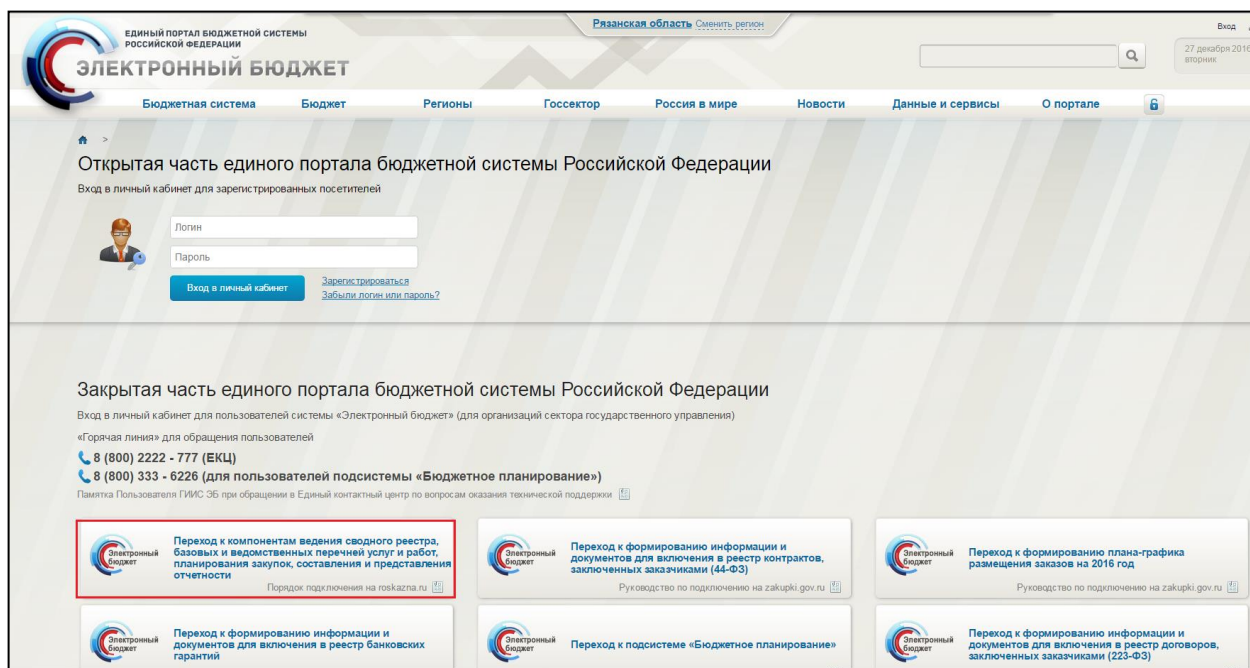 Рязанская область Сменить регион
ЕДИНЫЙ ПОРТАЛ БЮДЖЕТНОЙ СИСТЕМЫ
РОССИЙСКОЙ ФЕДЕРАЦИИ
ЭЛЕКТРОННЫЙ БЮДЖЕТ
Вход
27 декабря 2016
вторник
Бюджетная система Бюджет Регионы Госсектор Россия в мире Новости Данные и сервисы О портале
>
Открытая часть единого портала бюджетной системы Российской Федерации
Вход в личный кабинет для зарегистрированных посетителей
Логин
Пароль
Вход в личный кабинет
Зарегистрироваться
Забыли логин или пароль?
Закрытая часть единого портала бюджетной системы Российской Федерации
Вход в личный кабинет для пользователей системы «Электронный бюджет» (для организаций сектора государственного управления)
«Горячая линия» для обращения пользователей
8 (800) 2222 - 777 (ЕКЦ)
8 (800) 333 - 6226 (для пользователей подсистемы «Бюджетное планирование»)
Памятка Пользователя ГИИС ЭБ при обращении в Единый контактный центр по вопросам оказания технической поддержки
Электронный
бюджет
Переход к компонентам ведения сводного реестра,
базовых и ведомственных перечней услуг и работ,
планирования закупок, составления и представления
отчетности
Порядок подключения на roskazna.ru
Электронный
бюджет
Переход к формированию информации и
документов для включения в реестр контрактов,
заключенных заказчиками (44-ФЗ)
Руководство по подключению на zakupki.gov.ru
Электронный
бюджет
Переход к формированию плана-графика
размещения заказов на 2016 год
Руководство по подключению на zakupki.gov.ru
Электронный
бюджет
Переход к формированию информации и
документов для включения в реестр банковских
гарантий
Электронный
бюджет
Переход к подсистеме «Бюджетное планирование»
Электронный
бюджет
Переход к формированию информации и
документов для включения в реестр договоров,
заключенных заказчиками (223-ФЗ)